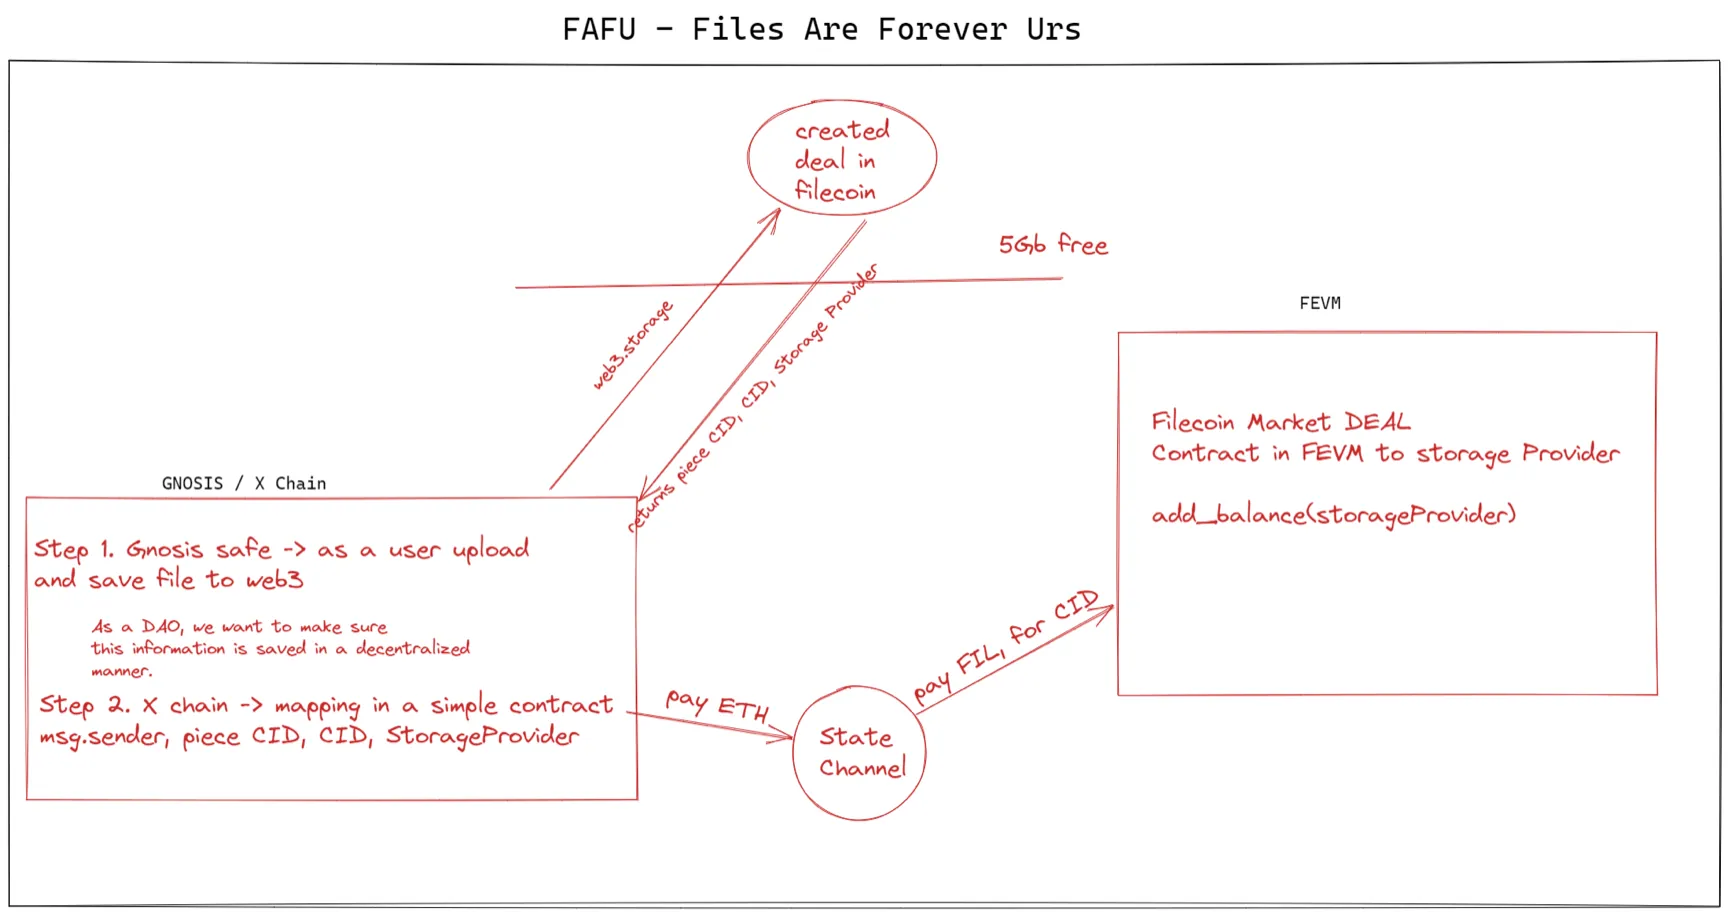 FAFU - Files Are Forever Urs
created
deal in
filecoin
5Gb free
web3.storage
returns piece CID, CID, Storage Provider
FEVM
Filecoin Market DEAL
Contract in FEVM to storage Provider
add_balance(storageProvider)
GNOSIS / X Chain
Step 1. Gnosis safe -> as a user upload
and save file to web3
As a DAO, we want to make sure
this information is saved in a decentralized
manner.
Step 2. X chain -> mapping in a simple contract
msg.sender, piece CID, CID, StorageProvider
pay ETH
State
Channel
pay FIL, for CID